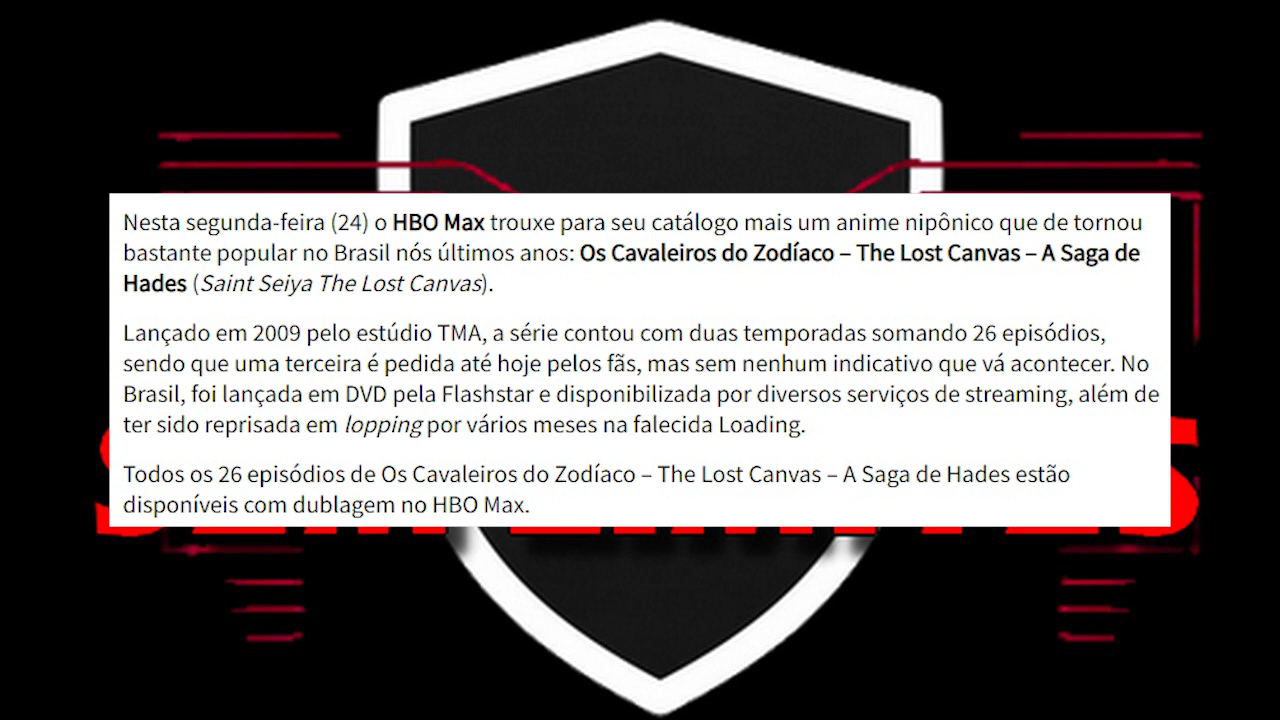 Nesta segunda-feira (24) o HBO Max trouxe para seu catálogo mais um anime nipônico que de tornou
bastante popular no Brasil nós últimos anos: Os Cavaleiros do Zodíaco – The Lost Canvas – A Saga de
Hades (Saint Seiya The Lost Canvas).
Lançado em 2009 pelo estúdio TMA, a série contou com duas temporadas somando 26 episódios,
sendo que uma terceira é pedida até hoje pelos fãs, mas sem nenhum indicativo que vá acontecer. No
Brasil, foi lançada em DVD pela Flashstar e disponibilizada por diversos serviços de streaming, além de
ter sido reprisada em lopping por vários meses na falecida Loading.
Todos os 26 episódios de Os Cavaleiros do Zodíaco – The Lost Canvas – A Saga de Hades estão
disponíveis com dublagem no HBO Max.